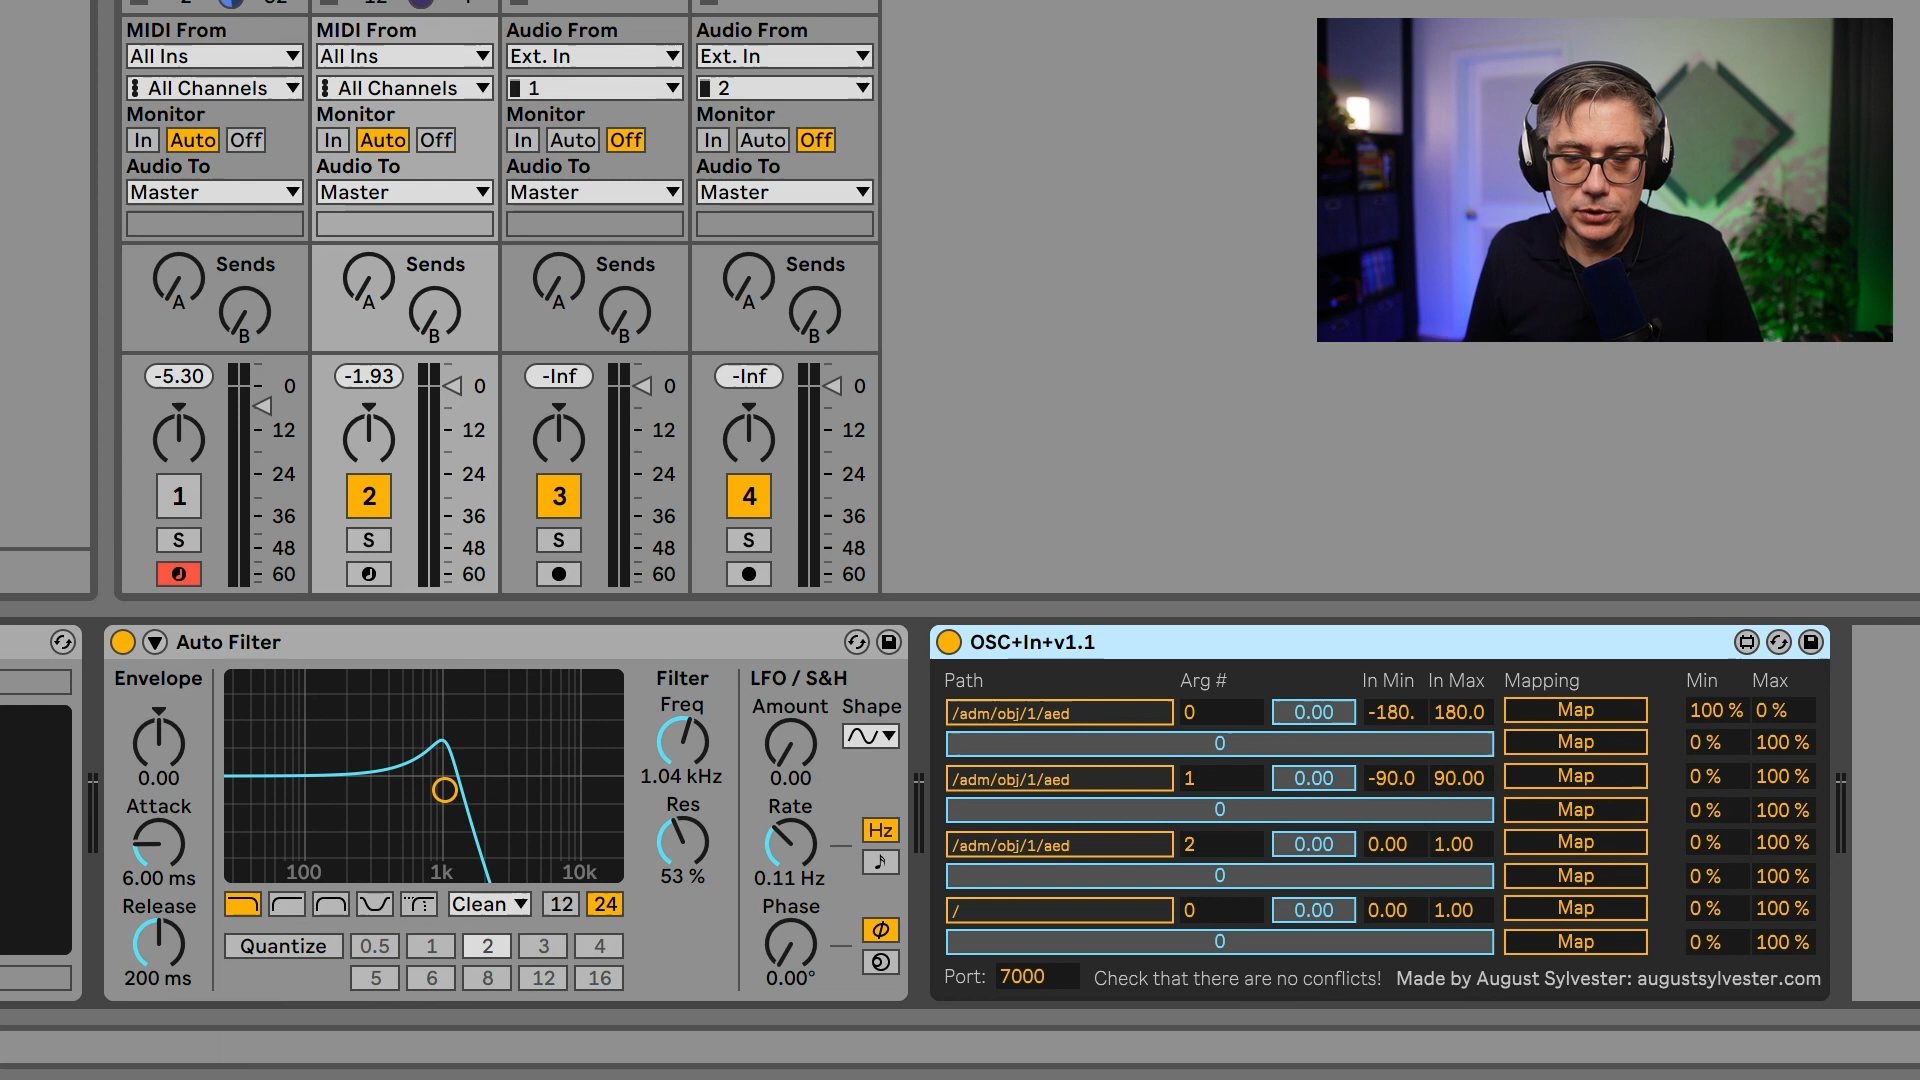 MIDI From MIDI From Audio From Audio From
All Ins All Ins Ext. In Ext. In
All Channels All Channels 1 2
Monitor Monitor Monitor Monitor
In Auto Off In Auto Off In Auto Off In Auto Off
Audio To Audio To Audio To Audio To
Master Master Master Master
Sends Sends Sends Sends
A A A A
B B B B
-5.30 0 -1.93 0 -Inf 0 -Inf 0
12 12 12 12
24 24 24 24
1 2 3 4
36 36 36 36
S S S S
48 48 48 48
60 60 60 60
Auto Filter
Envelope
0.00
Attack
6.00 ms
Release
200 ms
100 1k 10k
Clean 12 24
Quantize 0.5 1 2 3 4
5 6 8 12 16
Filter
Freq
1.04 kHz
Res
53 %
LFO / S&H
Amount Shape
0.00
Rate
Hz
0.11 Hz
Phase
0.00°
OSC+In+v1.1
Path Arg # In Min In Max Mapping Min Max
/adm/obj/1/aed 0 0.00 -180. 180.0 Map 100 % 0 %
0 Map 0 % 100 %
/adm/obj/1/aed 1 0.00 -90.0 90.00 Map 0 % 100 %
0 Map 0 % 100 %
/adm/obj/1/aed 2 0.00 0.00 1.00 Map 0 % 100 %
0 Map 0 % 100 %
/ 0 0.00 0.00 1.00 Map 0 % 100 %
0 Map 0 % 100 %
Port: 7000 Check that there are no conflicts! Made by August Sylvester: augustsylvester.com